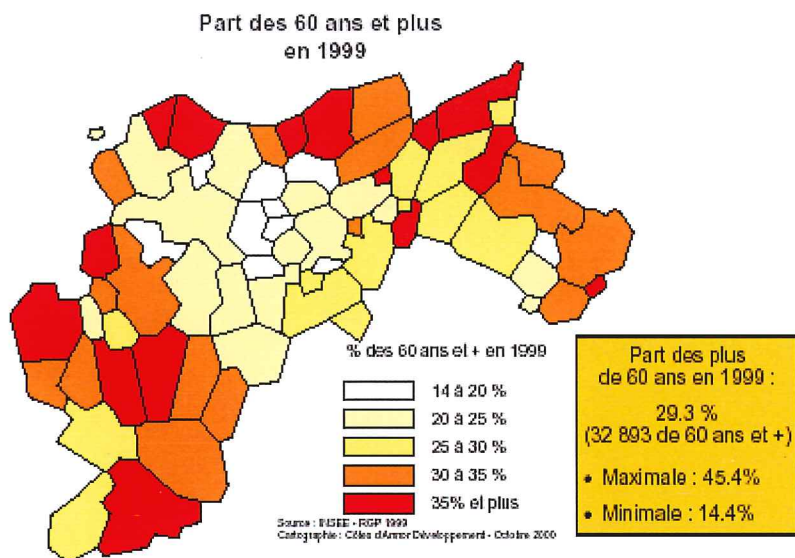 Part des 60 ans et plus
en 1999
% des 60 ans et + en 1999
14 à 20 %
20 à 25 %
25 à 30 %
30 à 35 %
35% et plus
Source : INSEE - RGP 1999
Cartographie : Côtes d'Armor Développement - Octobre 2000
Part des plus
de 60 ans en 1999 :
29.3 %
(32 893 de 60 ans et +)
• Maximale : 45.4%
• Minimale : 14.4%